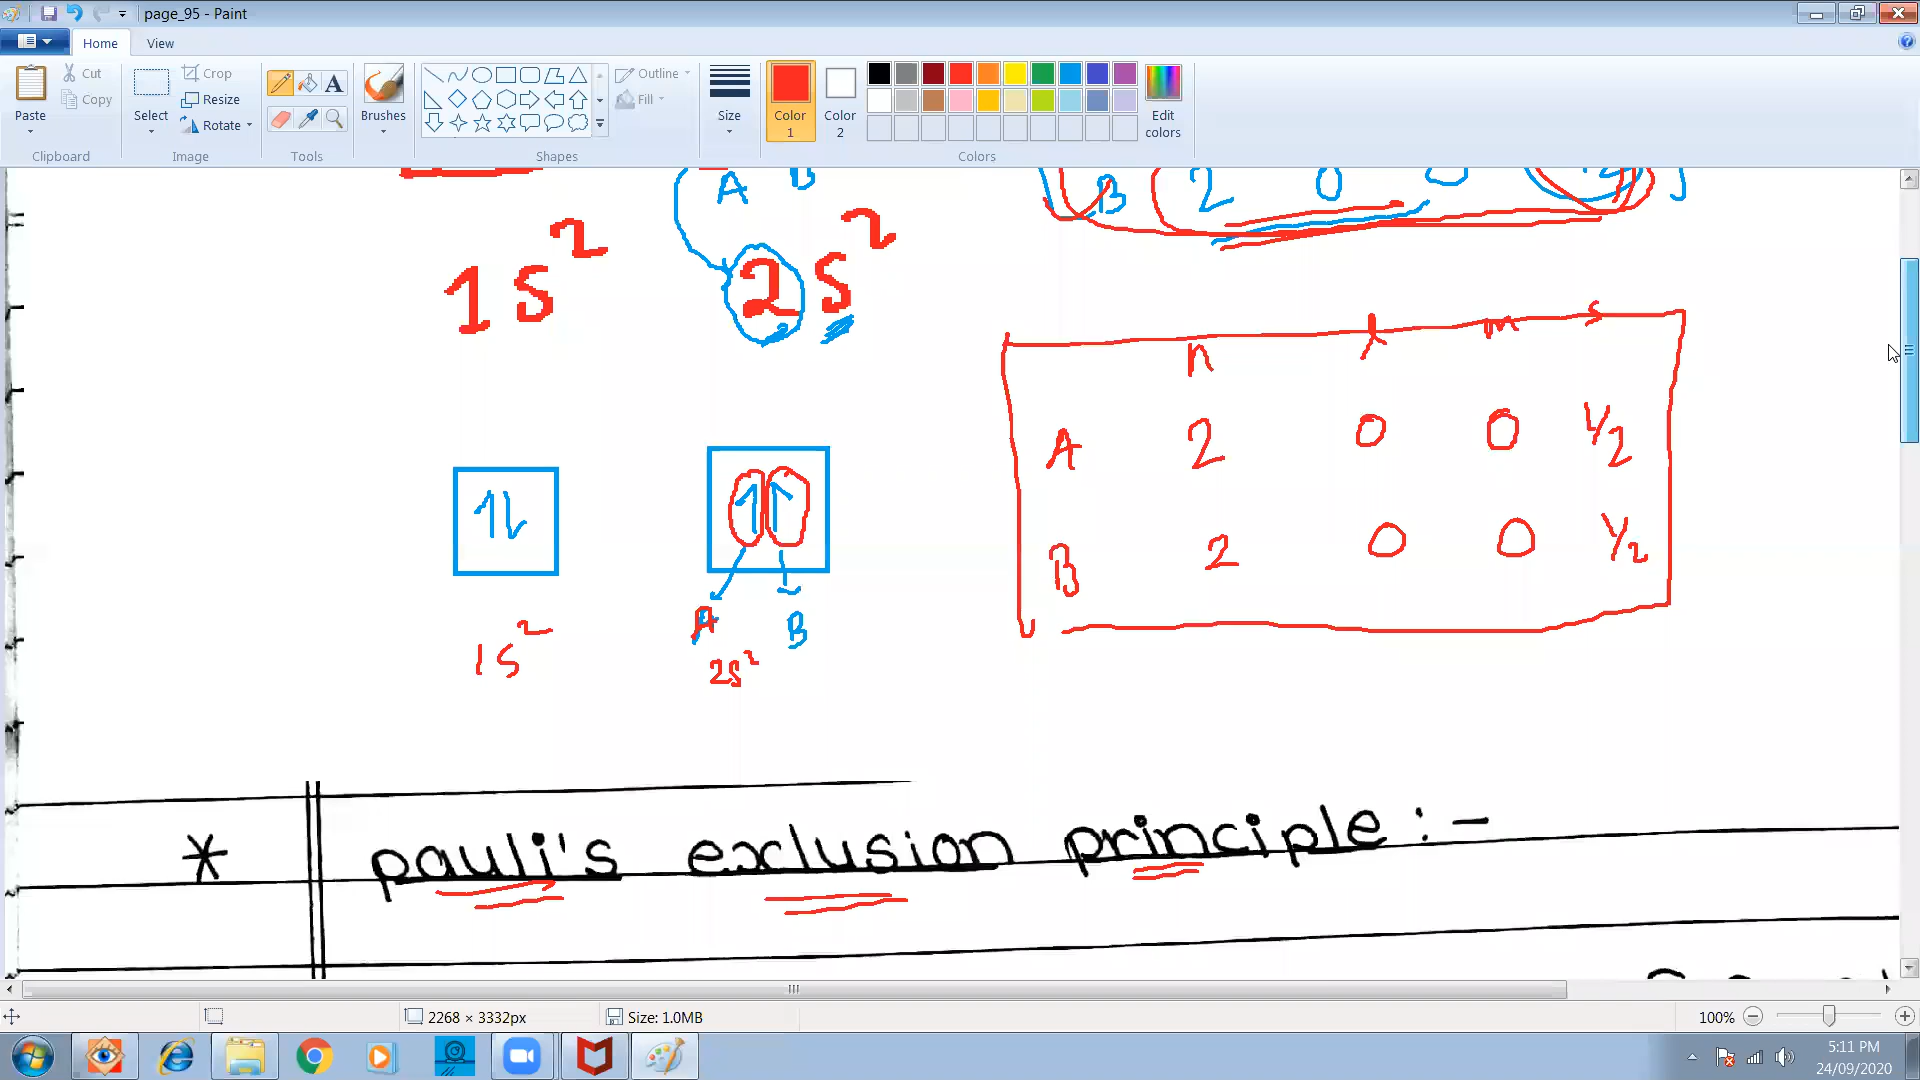 page_95 - Paint
Home View
Paste Cut Copy
Clipboard
Select Crop Resize Rotate
Image
A
Tools
Brushes
Shapes
Outline Fill
Size
Color 1
Color 2
Edit colors
Colors
A B
B 2 0
1s² 2s²
n l m s
A 2 0 0 1/2
B 2 0 0 1/2
A B
1s² 2s²
* pauli's exclusion principle :-
2268 × 3332px
Size: 1.0MB
100%
5:11 PM
24/09/2020